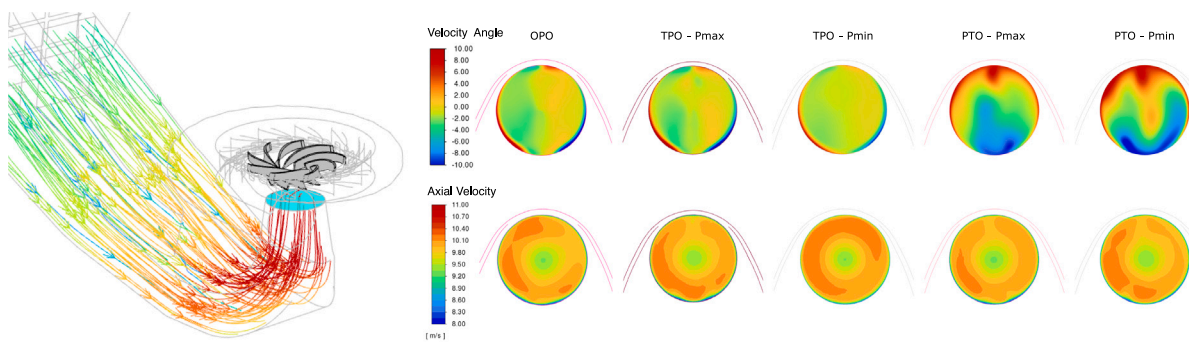 Velocity Angle
OPO
TPO - Pmax
TPO - Pmin
PTO - Pmax
PTO - Pmin
10.00
8.00
6.00
4.00
2.00
0.00
-2.00
-4.00
-6.00
-8.00
-10.00
Axial Velocity
11.00
10.70
10.40
10.10
9.80
9.50
9.20
8.90
8.60
8.30
8.00
[ m/s ]